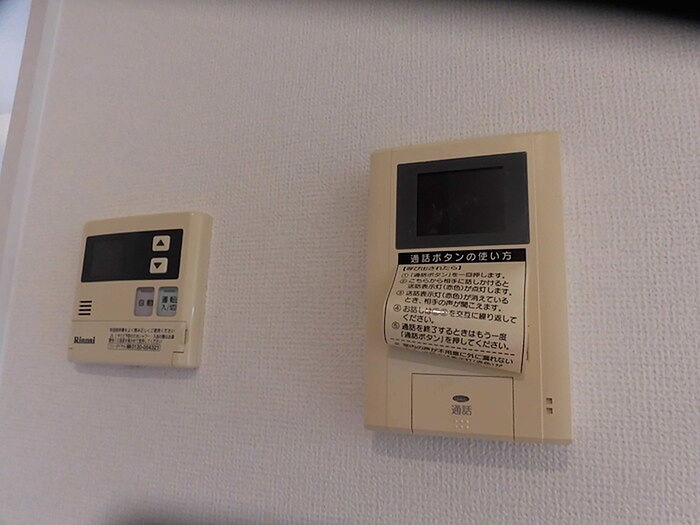 自動
運転
入/切
Rinnai
通話ボタンの使い方
【呼び出されたら】
①「通話ボタン」を一回押します。
②こちらから相手に話しかけると
送話表示灯(赤色)が点灯します。
③送話表示灯(赤色)が消えている
とき、相手の声が聞こえます。
④お話し
を交互に繰り返して
ください。
⑤通話を終了するときはもう一度
「通話ボタン」を押してください。
通話